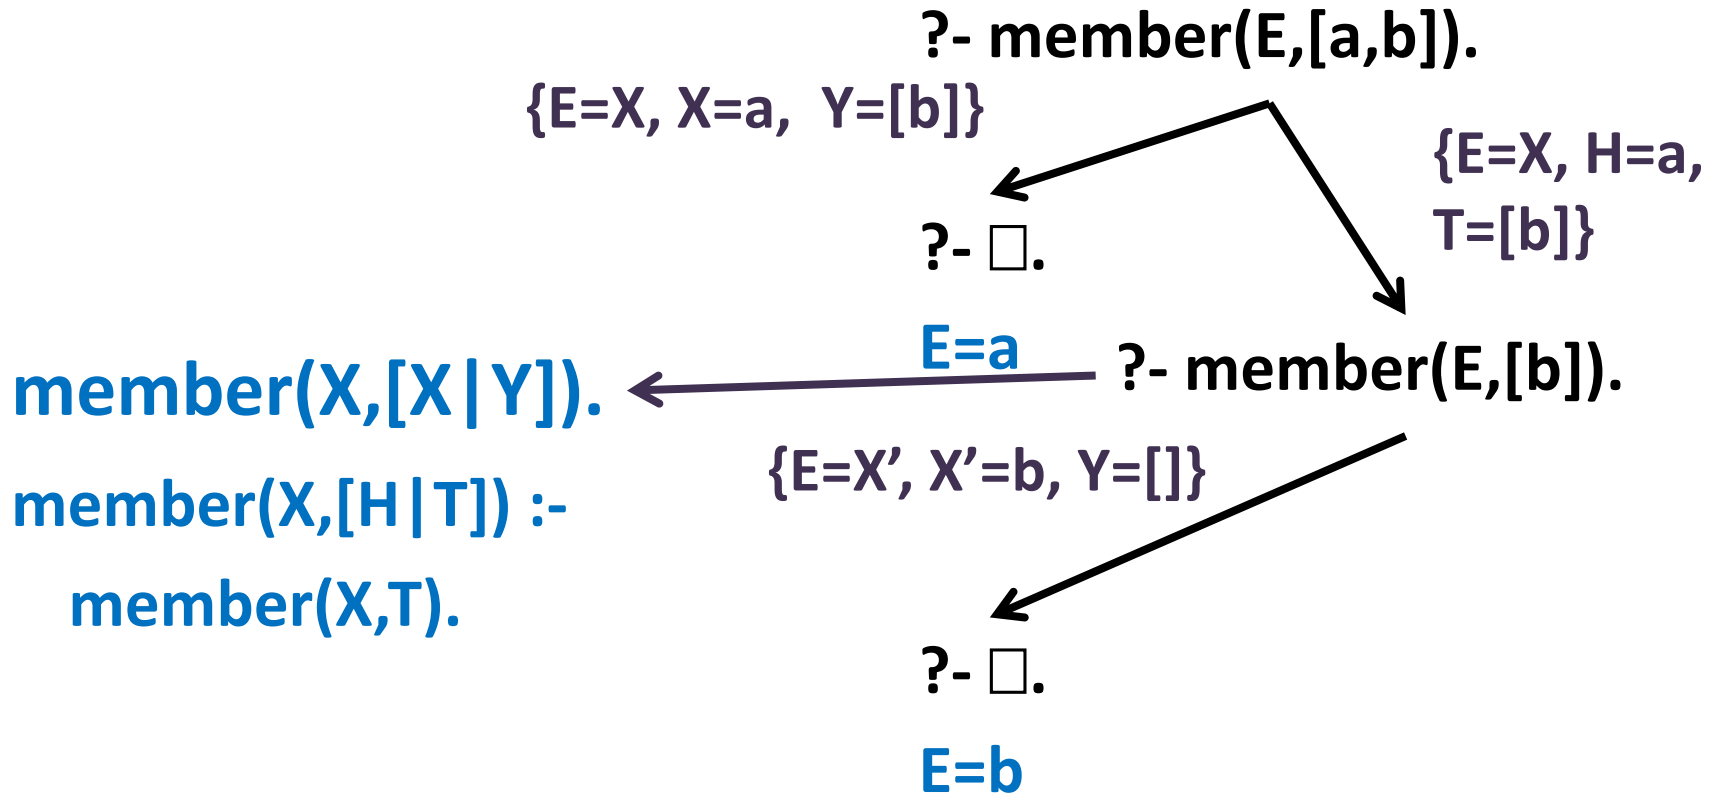 ?- member(E,[a,b]).
{E=X, X=a, Y=[b]}
{E=X, H=a,
T=[b]}
?- □.
E=a
?- member(E,[b]).
member(X,[X|Y]).
{E=X’, X’=b, Y=[]}
member(X,[H|T]) :-
member(X,T).
?- □.
E=b